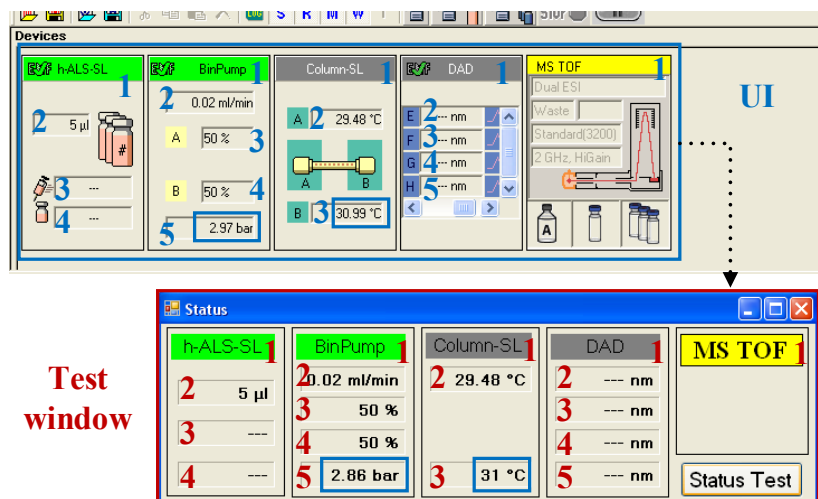 S R M W
Devices
EMF h-ALS-SL 1
2 5 µl
#
3 ---
4 ---
EMF BinPump 1
2 0.02 ml/min
A 50 % 3
B 50 % 4
5 2.97 bar
Column-SL 1
A 2 29.48 °C
A B
B 3 30.99 °C
EMF DAD 1
E 2 --- nm
F 3 --- nm
G 4 --- nm
H 5 --- nm
MS TOF 1
Dual ESI
Waste
Standard(3200)
2 GHz, HiGain
A
UI
Test
window
Status
h-ALS-SL 1
2 5 µl
3 ---
4 ---
BinPump 1
2 0.02 ml/min
3 50 %
4 50 %
5 2.86 bar
Column-SL 1
2 29.48 °C
3 31 °C
DAD 1
2 --- nm
3 --- nm
4 --- nm
5 --- nm
MS TOF 1
Status Test